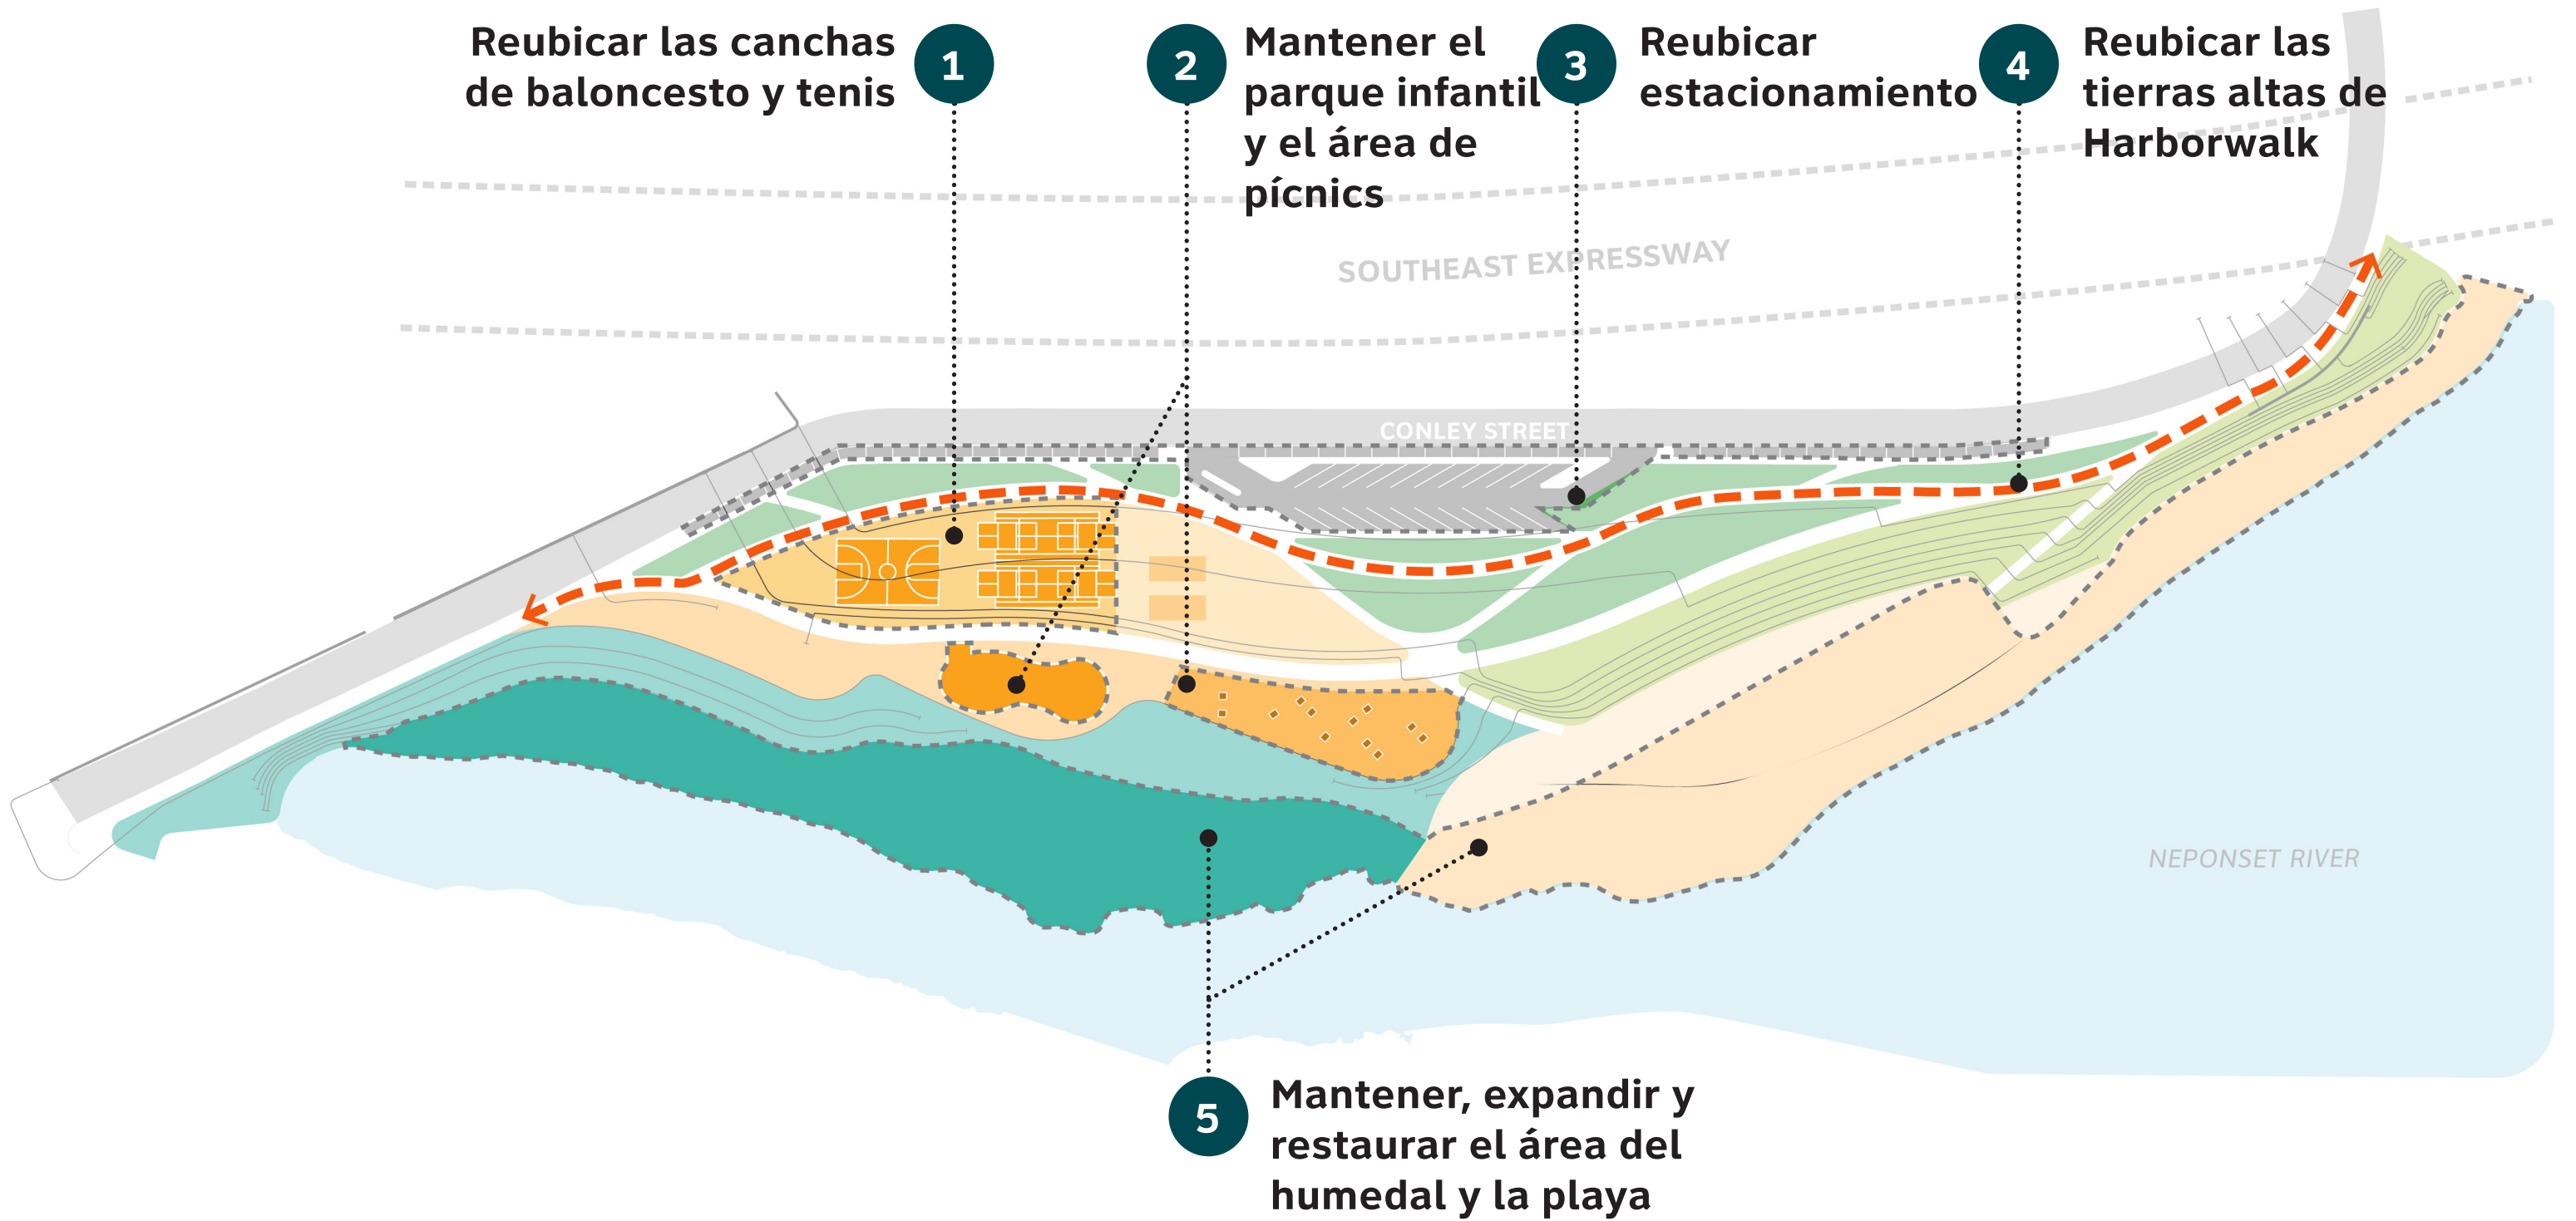 Reubicar las canchas
de baloncesto y tenis
1
2
Mantener el
parque infantil
y el área de
pícnics
3
Reubicar
estacionamiento
4
Reubicar las
tierras altas de
Harborwalk
SOUTHEAST EXPRESSWAY
CONLEY STREET
NEPONSET RIVER
5
Mantener, expandir y
restaurar el área del
humedal y la playa